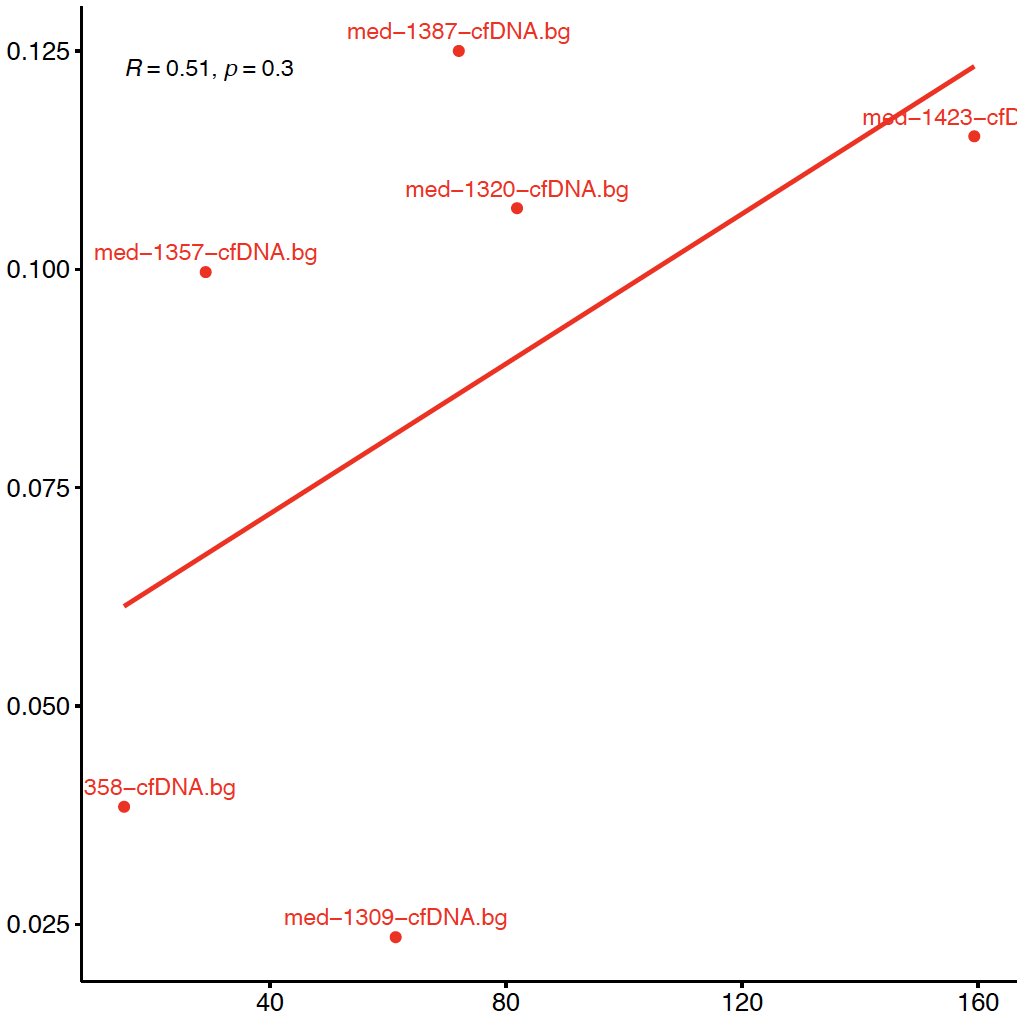 med−1387−cfDNA.bg
0.125
R = 0.51, p = 0.3
med−1423−cfD
med−1320−cfDNA.bg
med−1357−cfDNA.bg
0.100
0.075
0.050
358−cfDNA.bg
med−1309−cfDNA.bg
0.025
40 80 120 160